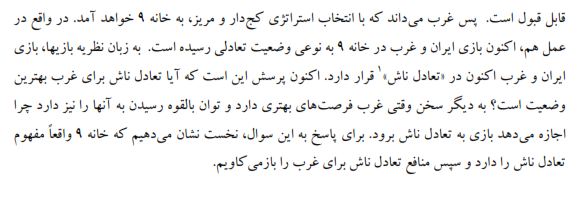 قابل قبول است. پس غرب می‌داند که با انتخاب استراتژی کج‌دار و مریز، به خانه ۹ خواهد آمد. در واقع در
عمل هم، اکنون بازی ایران و غرب در خانه ۹ به نوعی وضعیت تعادلی رسیده است. به زبان نظریه بازیها، بازی
ایران و غرب اکنون در «تعادل ناش»۱ قرار دارد. اکنون پرسش این است که آیا تعادل ناش برای غرب بهترین
وضعیت است؟ به دیگر سخن وقتی غرب فرصت‌های بهتری دارد و توان بالقوه رسیدن به آنها را نیز دارد چرا
اجازه می‌دهد بازی به تعادل ناش برود. برای پاسخ به این سوال، نخست نشان می‌دهیم که خانه ۹ واقعاً مفهوم
تعادل ناش را دارد و سپس منافع تعادل ناش برای غرب را بازمی‌کاویم.